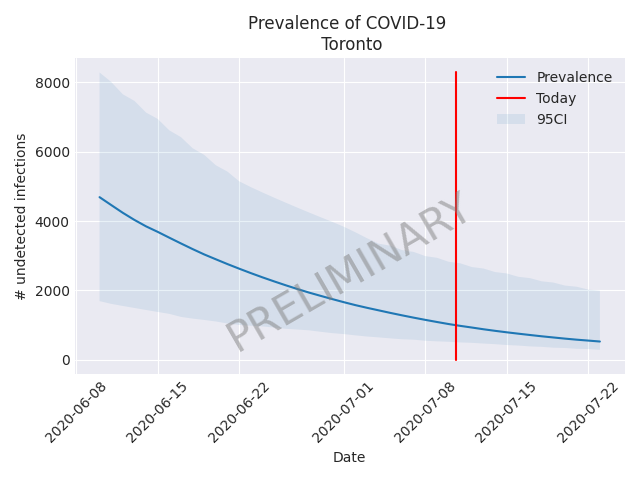 Prevalence of COVID-19
Toronto
Prevalence
Today
95CI
# undetected infections
8000
6000
4000
2000
0
PRELIMINARY
2020-06-08
2020-06-15
2020-06-22
2020-07-01
2020-07-08
2020-07-15
2020-07-22
Date